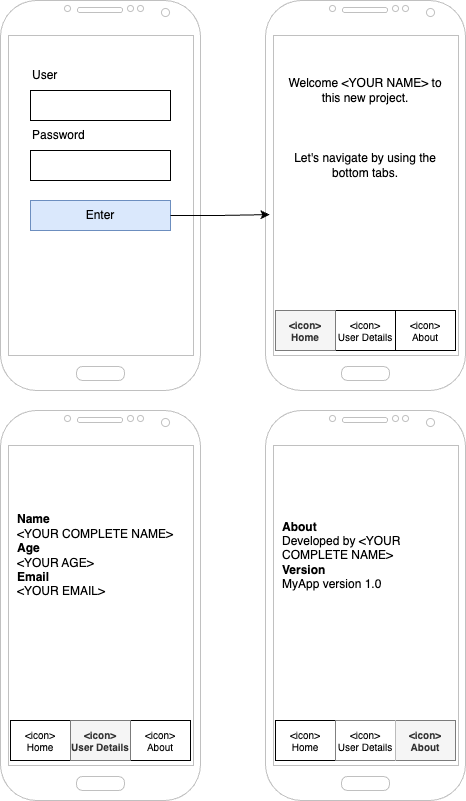 User
Password
Enter
Welcome <YOUR NAME> to
this new project.
Let's navigate by using the
bottom tabs.
<icon>
Home
<icon>
User Details
<icon>
About
Name
<YOUR COMPLETE NAME>
Age
<YOUR AGE>
Email
<YOUR EMAIL>
<icon>
Home
<icon>
User Details
<icon>
About
About
Developed by <YOUR
COMPLETE NAME>
Version
MyApp version 1.0
<icon>
Home
<icon>
User Details
<icon>
About